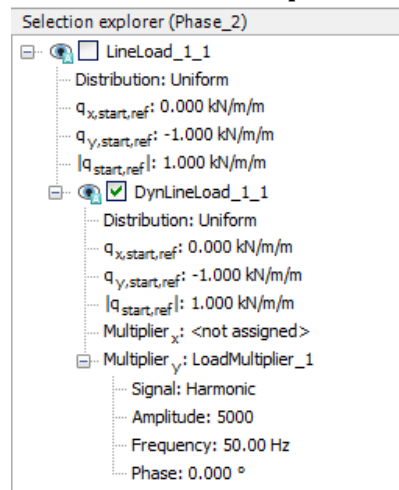 Selection explorer (Phase_2)
LineLoad_1_1
Distribution: Uniform
qx,start,ref: 0.000 kN/m/m
qy,start,ref: -1.000 kN/m/m
|qstart,ref|: 1.000 kN/m/m
DynLineLoad_1_1
Distribution: Uniform
qx,start,ref: 0.000 kN/m/m
qy,start,ref: -1.000 kN/m/m
|qstart,ref|: 1.000 kN/m/m
Multiplierx: <not assigned>
Multipliery: LoadMultiplier_1
Signal: Harmonic
Amplitude: 5000
Frequency: 50.00 Hz
Phase: 0.000 °